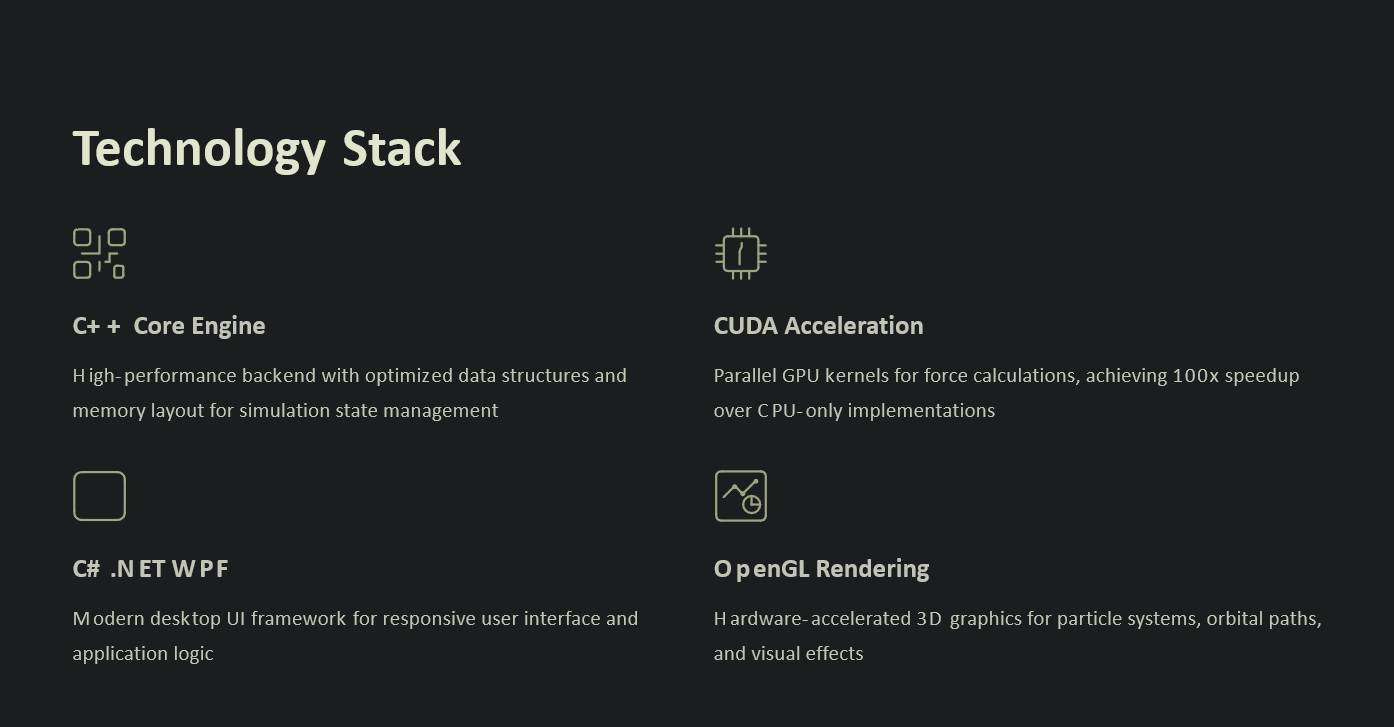 Technology Stack
C++ Core Engine
High-performance backend with optimized data structures and
memory layout for simulation state management
CUDA Acceleration
Parallel GPU kernels for force calculations, achieving 100x speedup
over CPU-only implementations
C# .NET WPF
Modern desktop UI framework for responsive user interface and
application logic
OpenGL Rendering
Hardware-accelerated 3D graphics for particle systems, orbital paths,
and visual effects